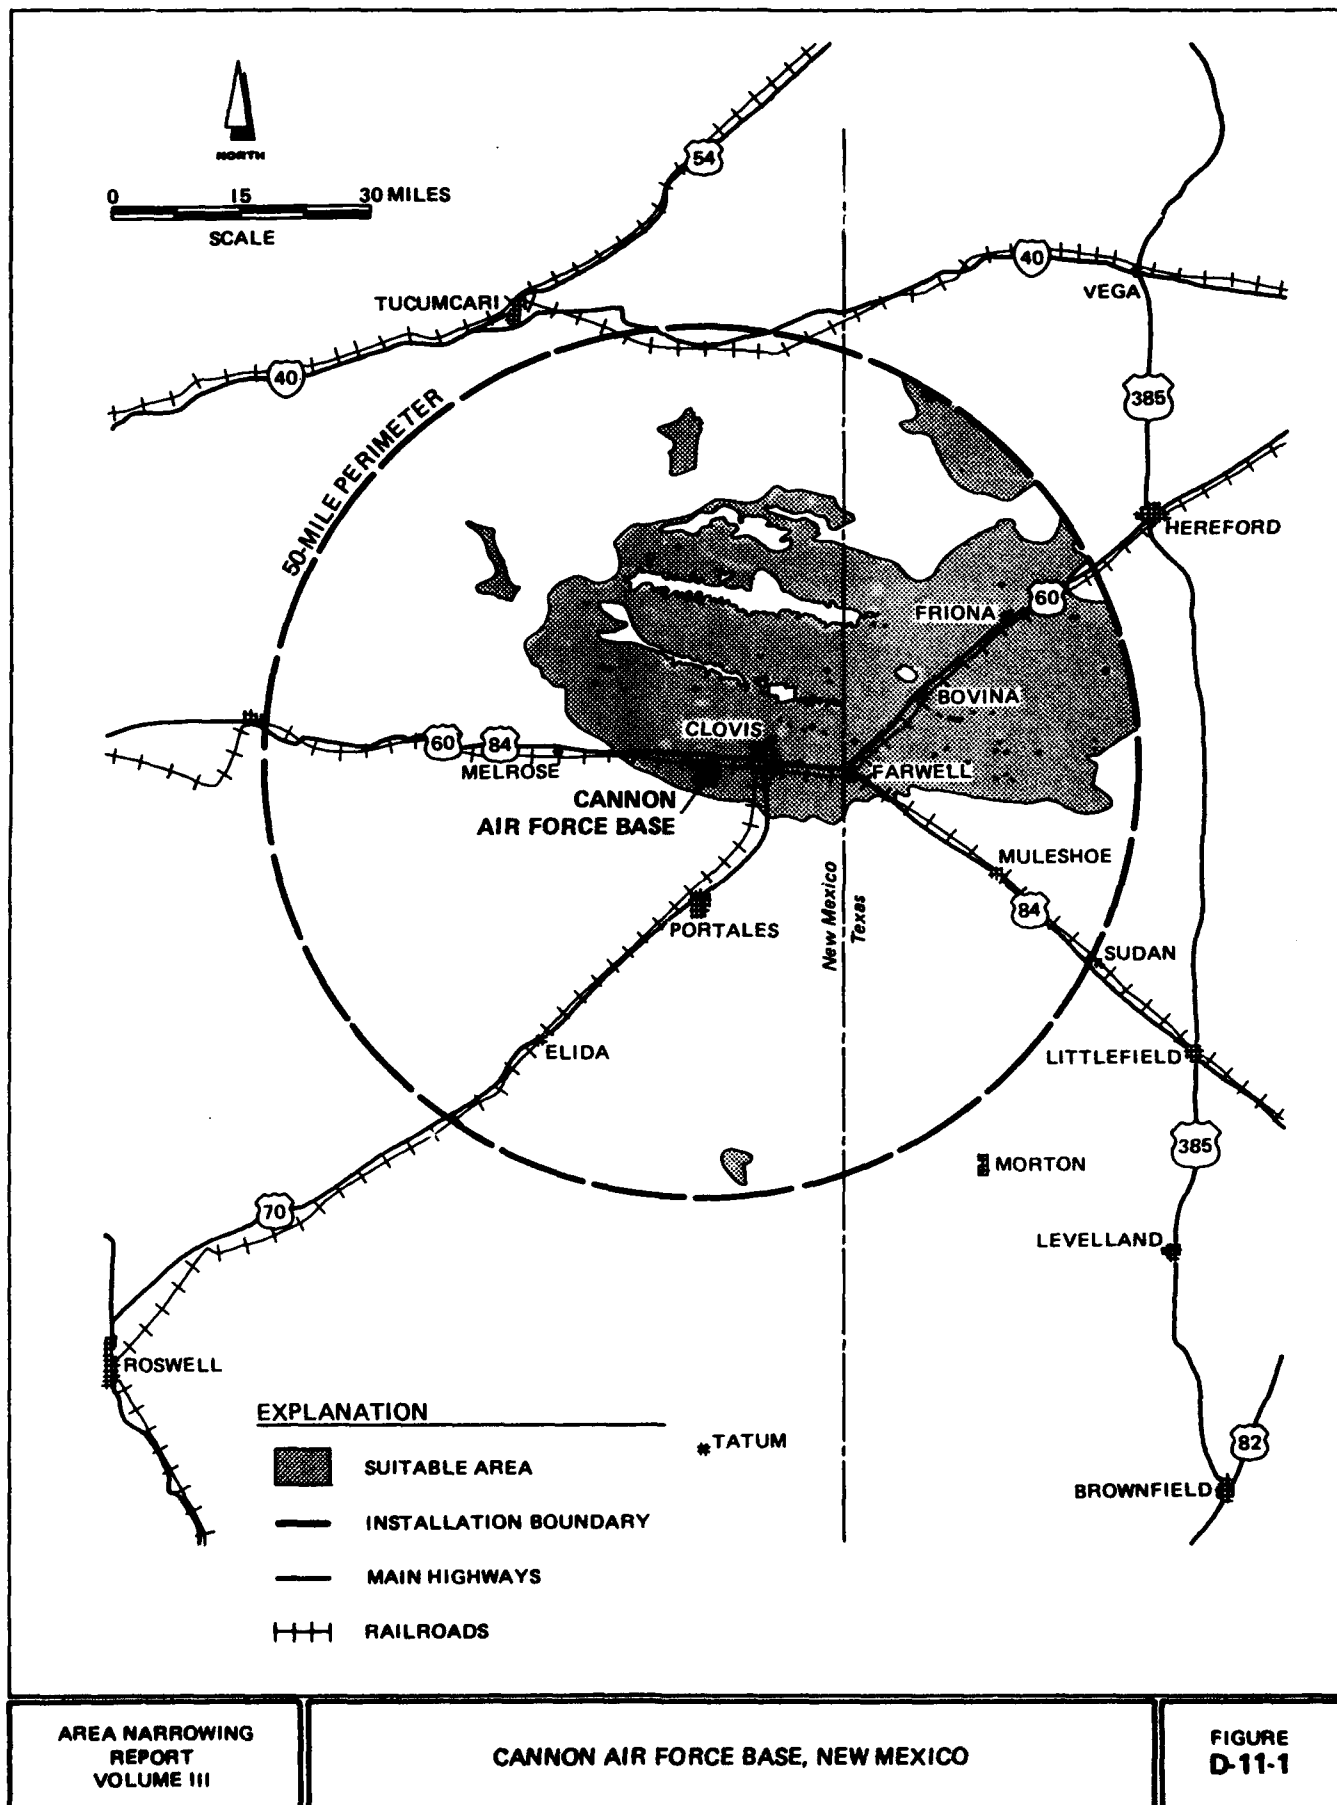 NORTH
0 15 30 MILES
SCALE
54
40
VEGA
TUCUMCARI
40
385
50-MILE PERIMETER
HEREFORD
60
FRIONA
BOVINA
CLOVIS
60 84
MELROSE
FARWELL
CANNON
AIR FORCE BASE
MULESHOE
84
New Mexico
Texas
PORTALES
SUDAN
ELIDA
LITTLEFIELD
385
MORTON
70
LEVELLAND
ROSWELL
EXPLANATION
SUITABLE AREA
INSTALLATION BOUNDARY
MAIN HIGHWAYS
RAILROADS
TATUM
82
BROWNFIELD
AREA NARROWING
REPORT
VOLUME III
CANNON AIR FORCE BASE, NEW MEXICO
FIGURE
D-11-1